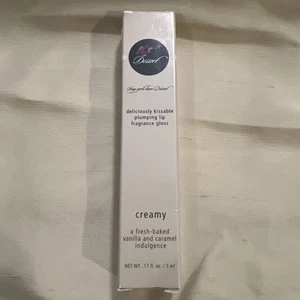 Dessert
deliciously kissable
plumping lip
fragrance gloss
creamy
a fresh-baked
vanilla and caramel
indulgence
NET WT. .17 fl. oz. / 5 ml